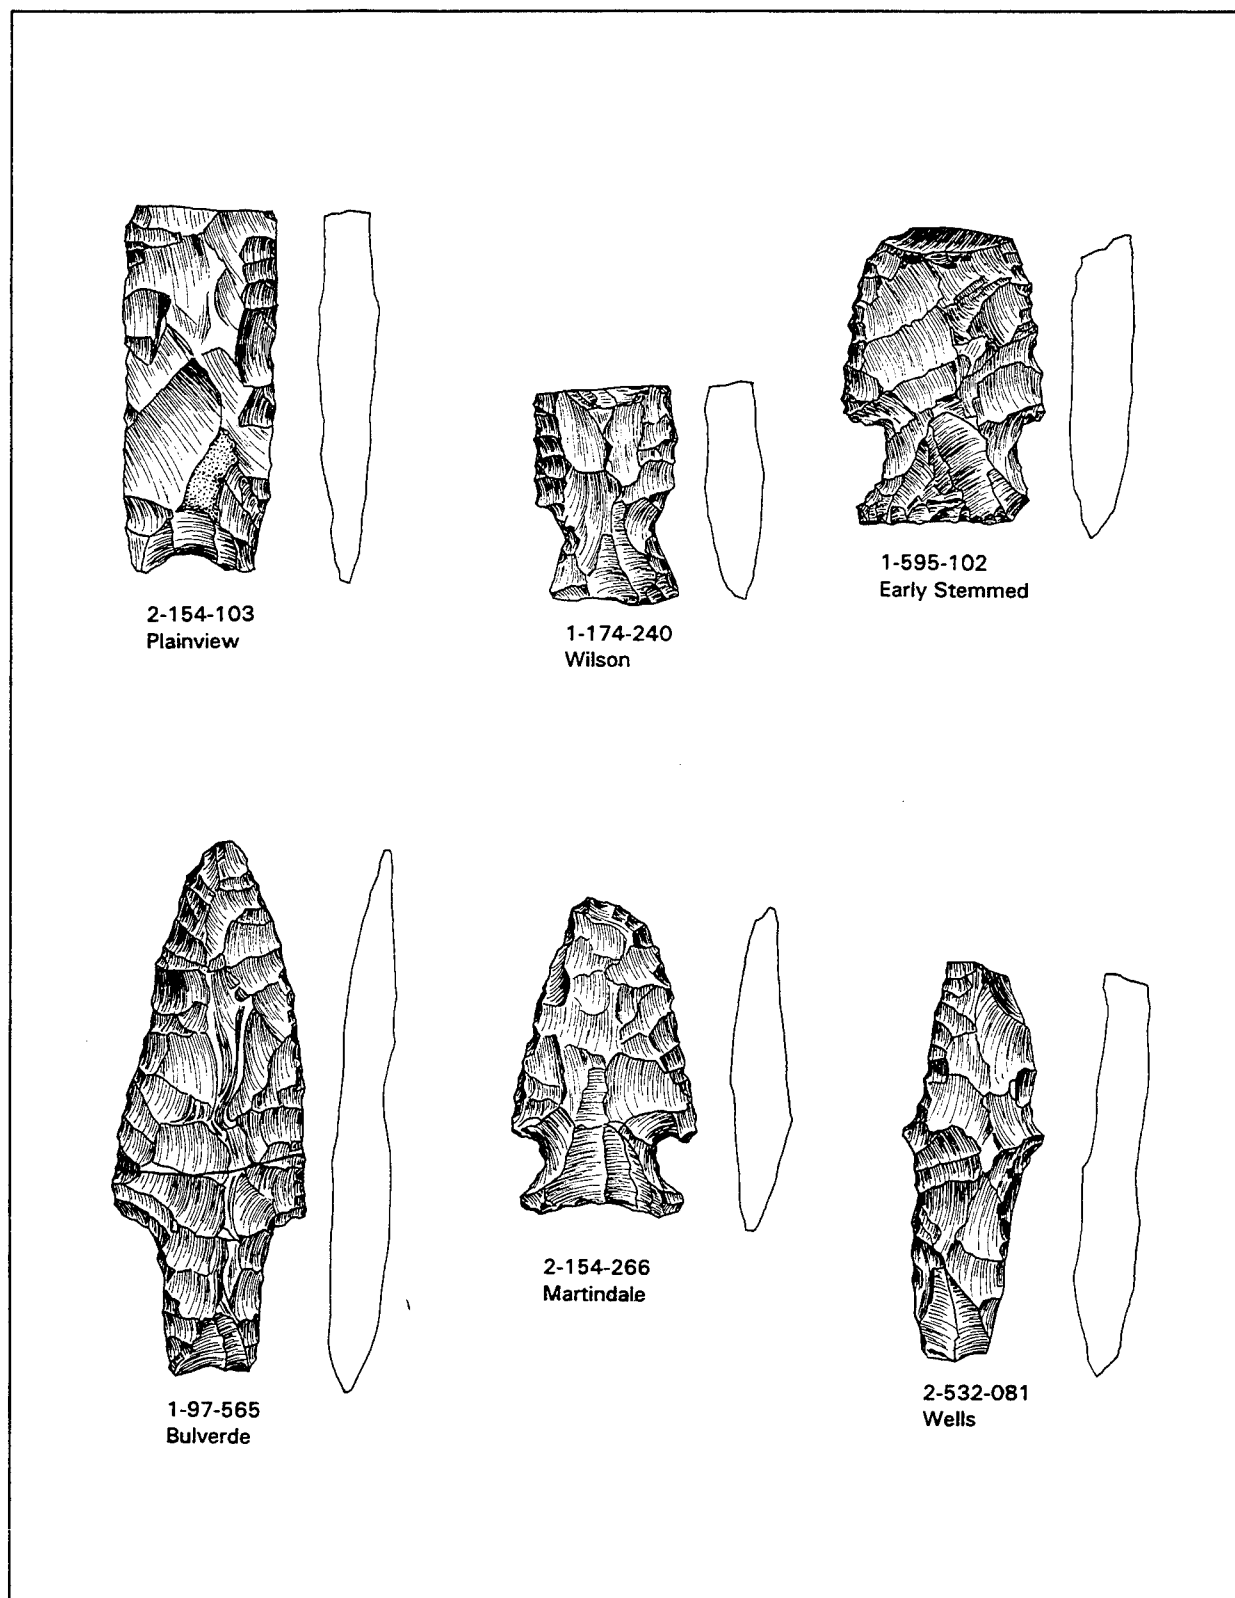 2-154-103
Plainview
1-174-240
Wilson
1-595-102
Early Stemmed
1-97-565
Bulverde
2-154-266
Martindale
2-532-081
Wells